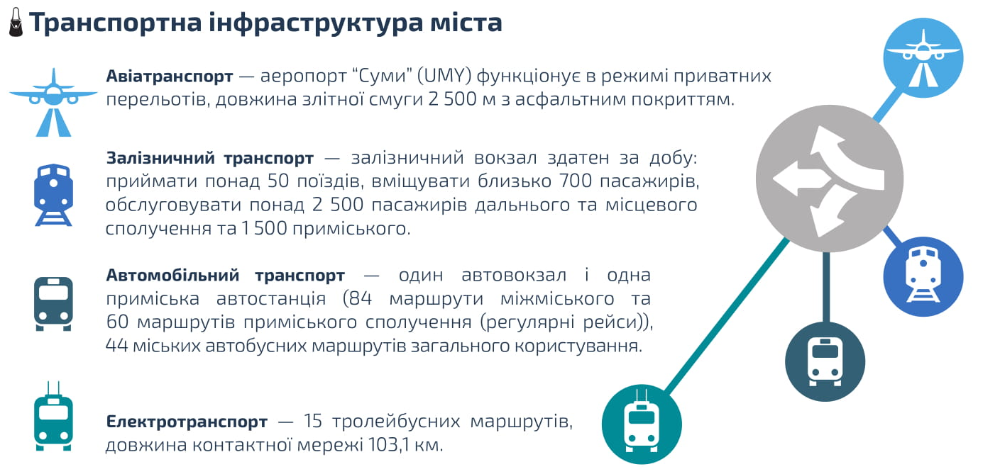 Транспортна інфраструктура міста
Авіатранспорт — аеропорт “Суми” (UMY) функціонує в режимі приватних
перельотів, довжина злітної смуги 2 500 м з асфальтним покриттям.
Залізничний транспорт — залізничний вокзал здатен за добу:
приймати понад 50 поїздів, вміщувати близько 700 пасажирів,
обслуговувати понад 2 500 пасажирів дальнього та місцевого
сполучення та 1 500 приміського.
Автомобільний транспорт — один автовокзал і одна
приміська автостанція (84 маршрути міжміського та
60 маршрутів приміського сполучення (регулярні рейси)),
44 міських автобусних маршрутів загального користування.
Електротранспорт — 15 тролейбусних маршрутів,
довжина контактної мережі 103,1 км.